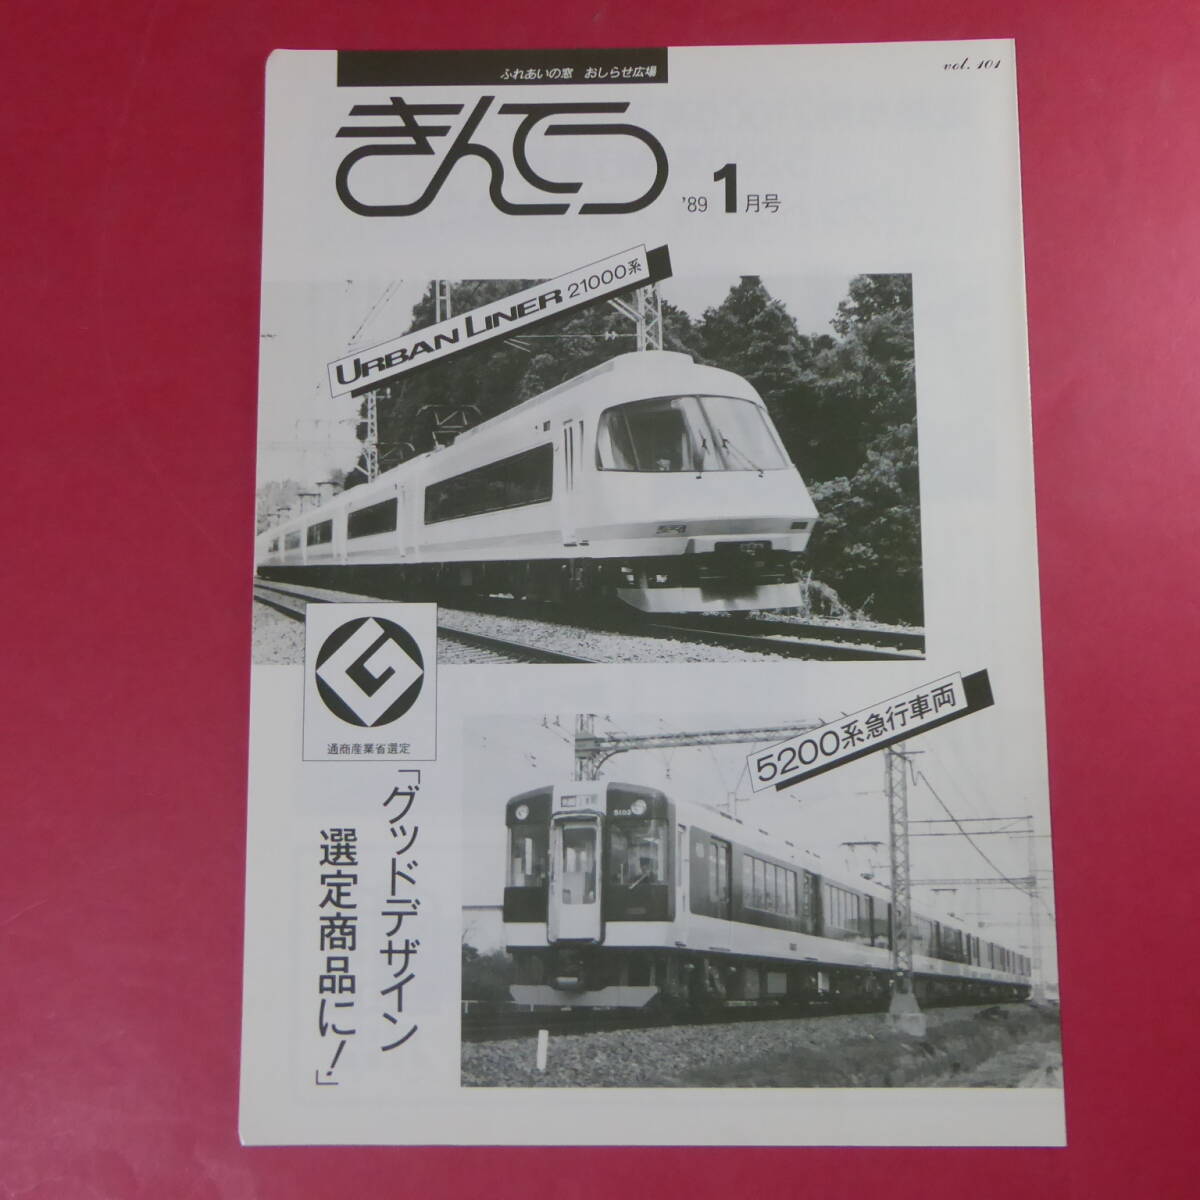 ふれあいの窓　おしらせ広場
vol. 101
きんてつ
'89 1月号
URBAN LINER 21000系
通商産業省選定
5200系急行車両
「グッドデザイン
選定商品に！」
5102